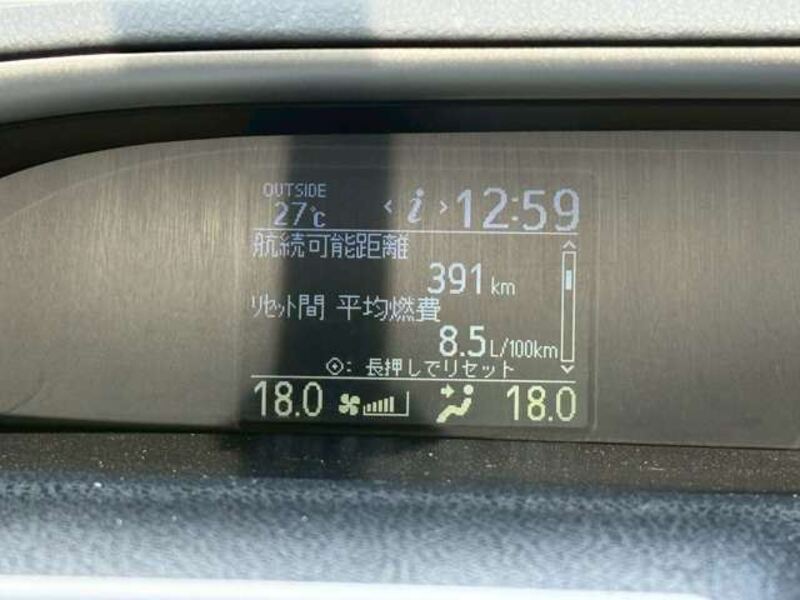 OUTSIDE
27℃
< i > 12:59
航続可能距離
391 km
リセット間 平均燃費
8.5 L/100km
: 長押しでリセット
18.0 18.0